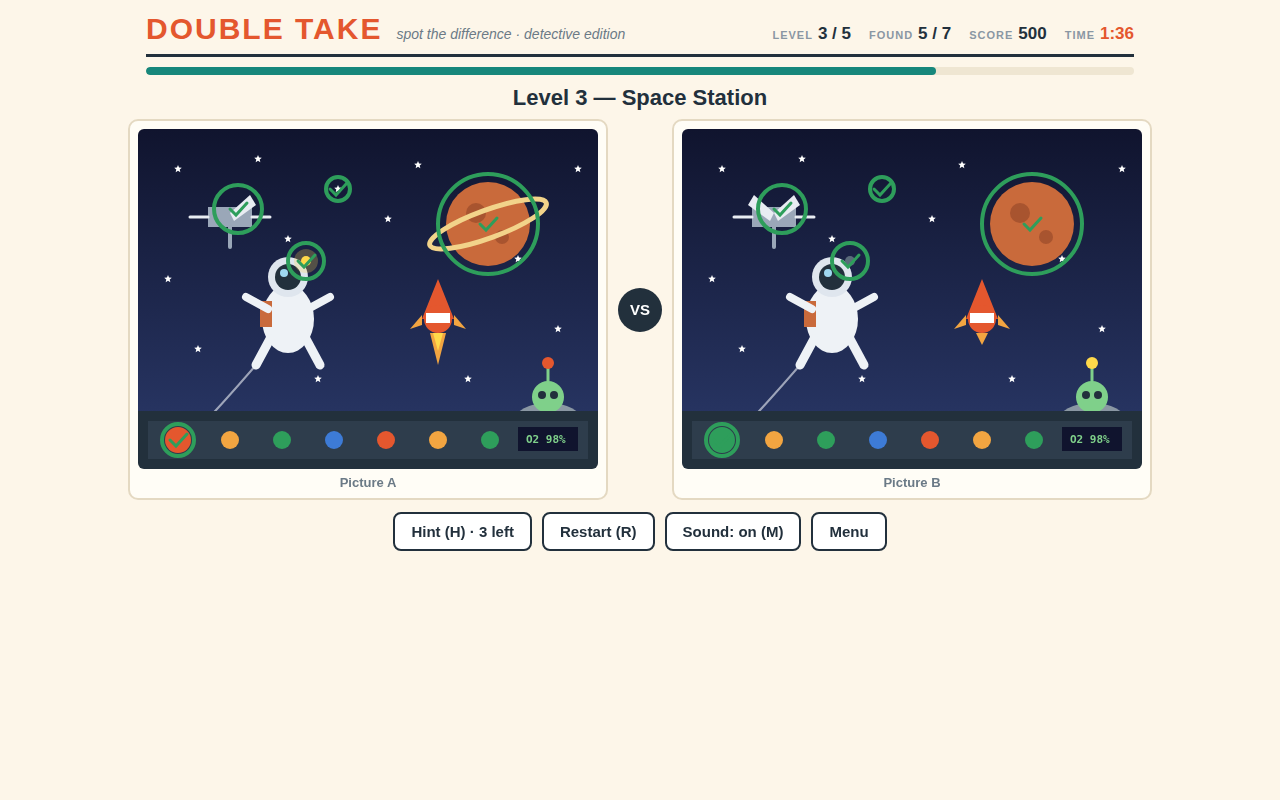 DOUBLE TAKE spot the difference · detective edition LEVEL 3 / 5 FOUND 5 / 7 SCORE 500 TIME 1:36
Level 3 — Space Station
VS
O2 98% O2 98%
Picture A Picture B
Hint (H) · 3 left Restart (R) Sound: on (M) Menu